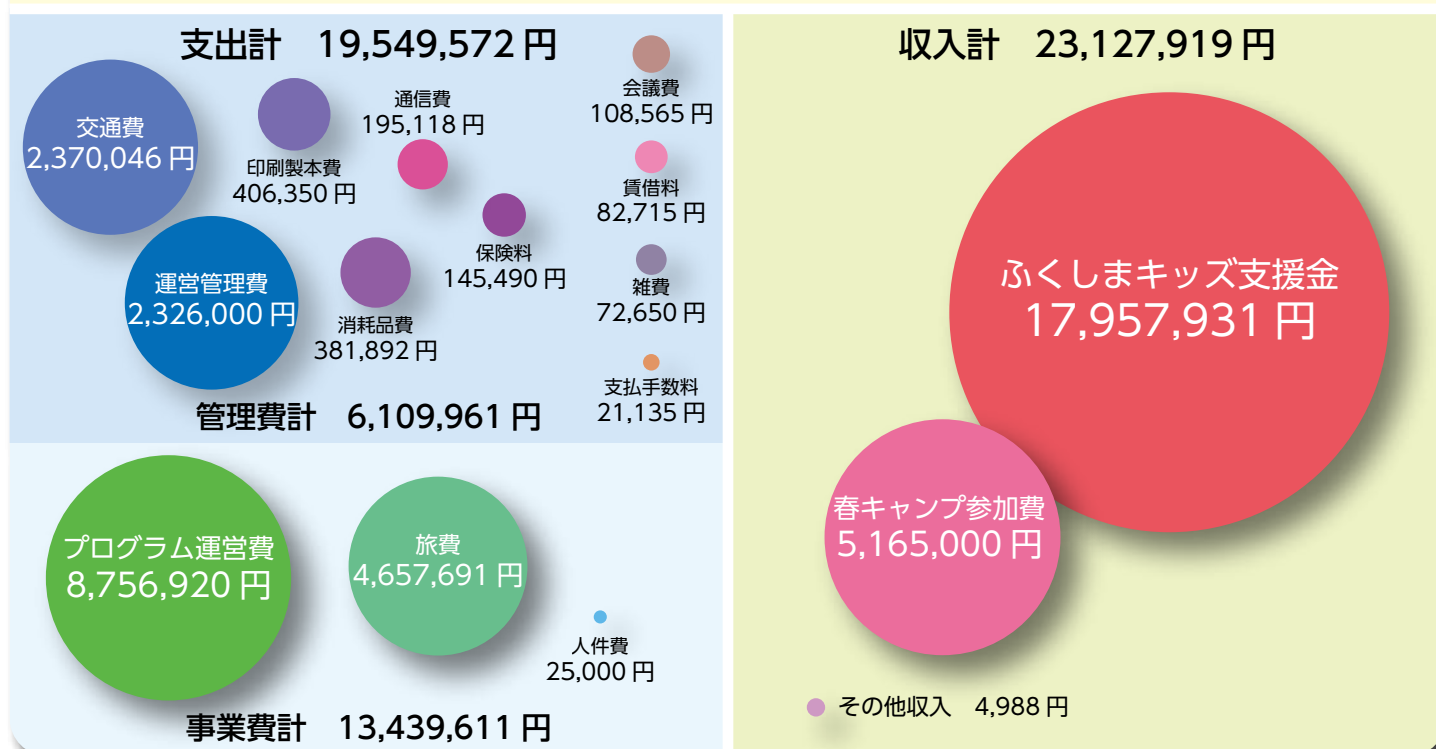 支出計　19,549,572 円
交通費
2,370,046 円
印刷製本費
406,350 円
通信費
195,118 円
会議費
108,565 円
賃借料
82,715 円
運営管理費
2,326,000 円
消耗品費
381,892 円
保険料
145,490 円
雑費
72,650 円
支払手数料
21,135 円
管理費計　6,109,961 円
プログラム運営費
8,756,920 円
旅費
4,657,691 円
人件費
25,000 円
事業費計　13,439,611 円
収入計　23,127,919 円
ふくしまキッズ支援金
17,957,931 円
春キャンプ参加費
5,165,000 円
その他収入　4,988 円